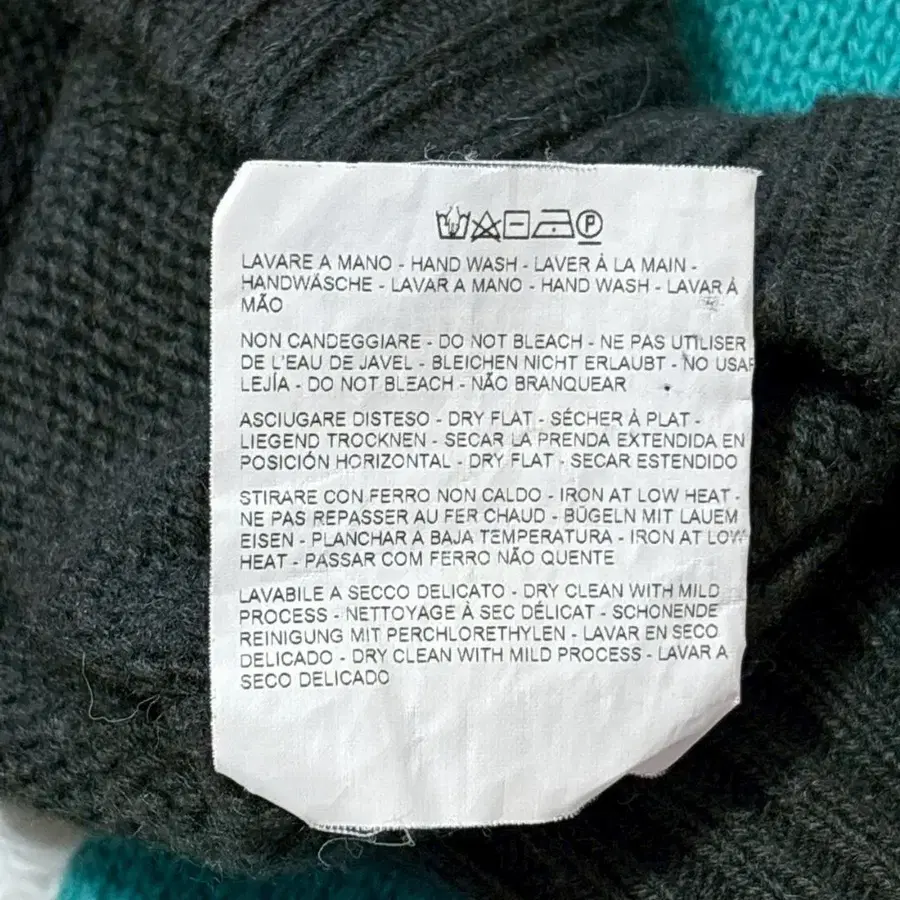 P
LAVARE A MANO - HAND WASH - LAVER À LA MAIN -
HANDWÄSCHE - LAVAR A MANO - HAND WASH - LAVAR À
MÃO
NON CANDEGGIARE - DO NOT BLEACH - NE PAS UTILISER
DE L'EAU DE JAVEL - BLEICHEN NICHT ERLAUBT - NO USAR
LEJÍA - DO NOT BLEACH - NÃO BRANQUEAR
ASCIUGARE DISTESO - DRY FLAT - SÉCHER À PLAT -
LIEGEND TROCKNEN - SECAR LA PRENDA EXTENDIDA EN
POSICIÓN HORIZONTAL - DRY FLAT - SECAR ESTENDIDO
STIRARE CON FERRO NON CALDO - IRON AT LOW HEAT -
NE PAS REPASSER AU FER CHAUD - BÜGELN MIT LAUEM
EISEN - PLANCHAR A BAJA TEMPERATURA - IRON AT LOW
HEAT - PASSAR COM FERRO NÃO QUENTE
LAVABILE A SECCO DELICATO - DRY CLEAN WITH MILD
PROCESS - NETTOYAGE À SEC DÉLICAT - SCHONENDE
REINIGUNG MIT PERCHLORETHYLEN - LAVAR EN SECO
DELICADO - DRY CLEAN WITH MILD PROCESS - LAVAR A
SECO DELICADO